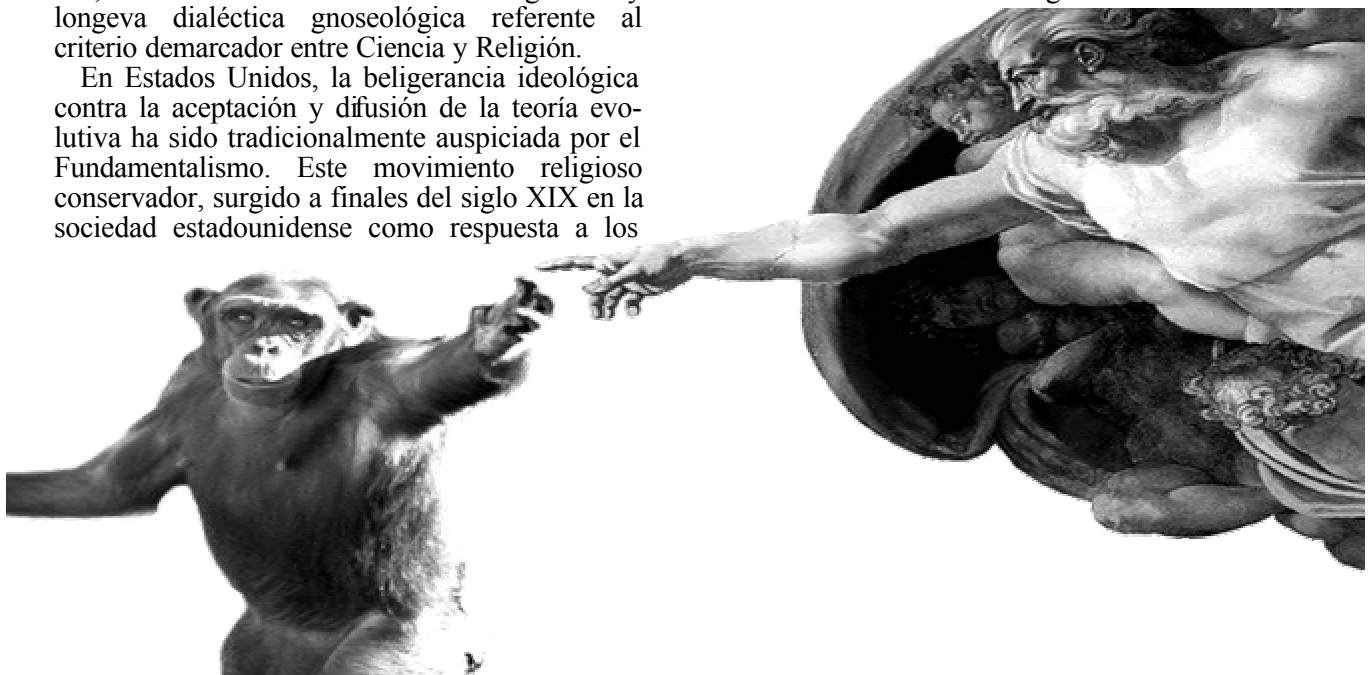 longeva dialéctica gnoseológica referente al
criterio demarcador entre Ciencia y Religión.
En Estados Unidos, la beligerancia ideológica
contra la aceptación y difusión de la teoría evo-
lutiva ha sido tradicionalmente auspiciada por el
Fundamentalismo. Este movimiento religioso
conservador, surgido a finales del siglo XIX en la
sociedad estadounidense como respuesta a los